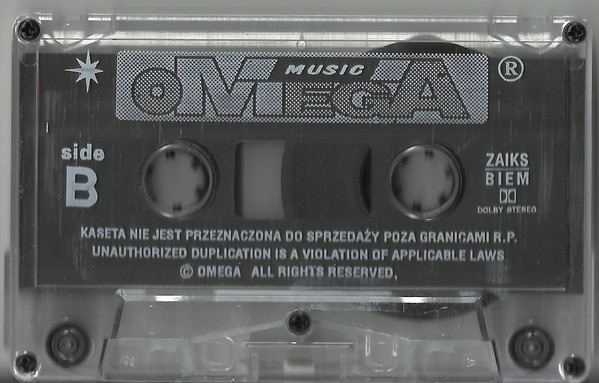 MUSIC
OMEGA
®
side
B
ZAIKS
BIEM
DOLBY STEREO
KASETA NIE JEST PRZEZNACZONA DO SPRZEDAŻY POZA GRANICAMI R.P.
UNAUTHORIZED DUPLICATION IS A VIOLATION OF APPLICABLE LAWS
© OMEGA ALL RIGHTS RESERVED,